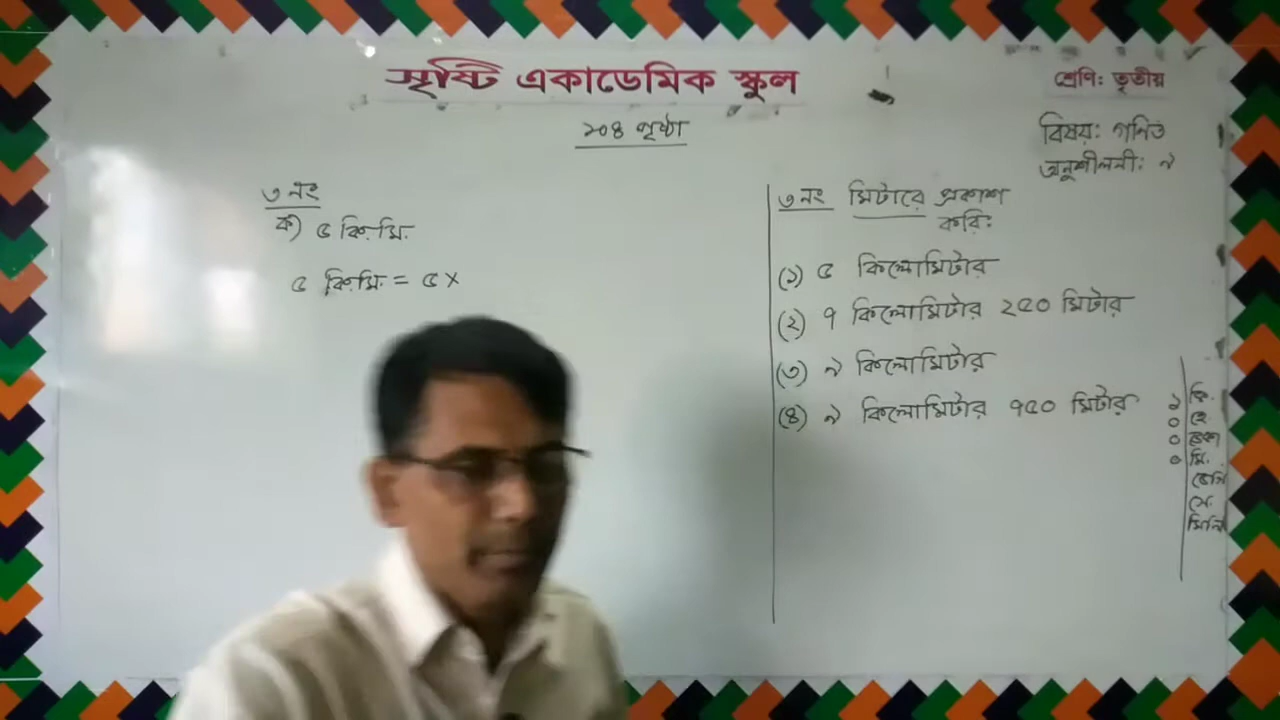 সৃষ্টি একাডেমিক স্কুল
শ্রেণি: তৃতীয়
১০৪ পৃষ্ঠা
বিষয়: গণিত
অনুশীলনী: ৯
৩ নং
ক) ৫ কি.মি.
৫ কি.মি. = ৫ ×
৩ নং মিটারে প্রকাশ
করি:
(১) ৫ কিলোমিটার
(২) ৭ কিলোমিটার ২৫০ মিটার
(৩) ৯ কিলোমিটার
(৪) ৯ কিলোমিটার ৭৫০ মিটার
১ কি.
০ হে
০ ডেকা
০ মি.
ডেসি
সে.
মিলি